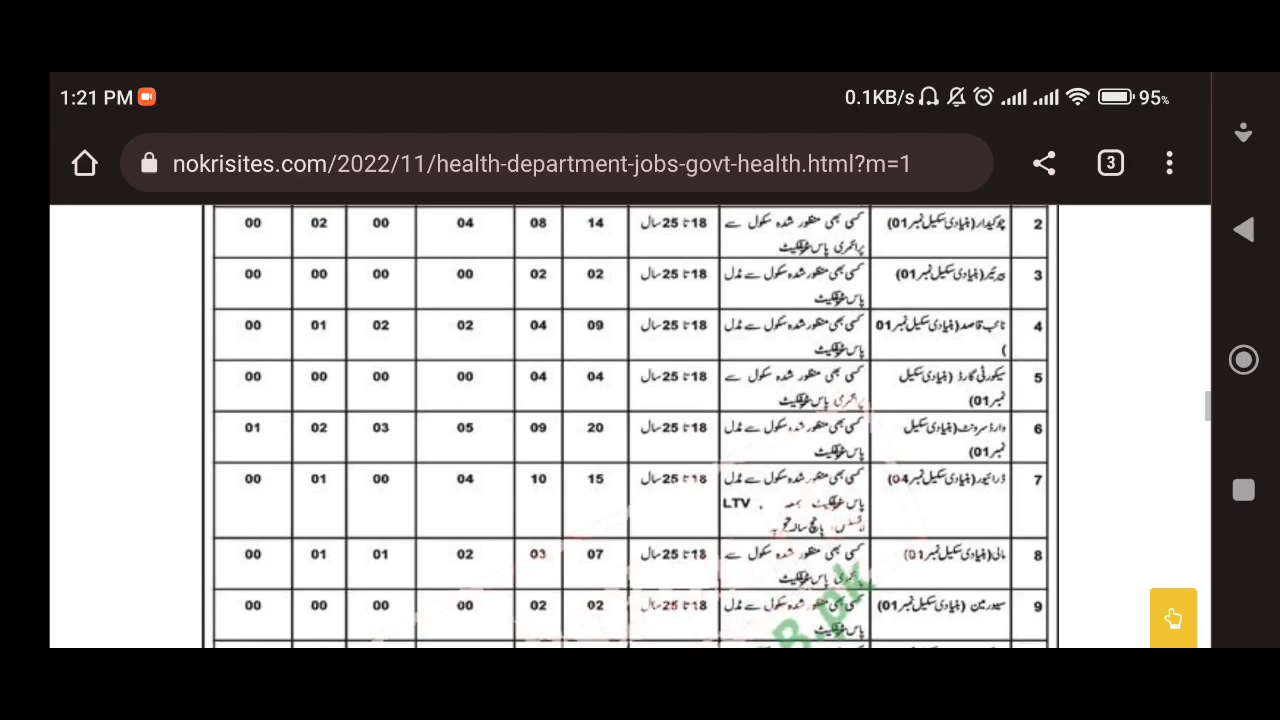 1:21 PM 0.1KB/s 95%
nokrisites.com/2022/11/health-department-jobs-govt-health.html?m=1 3
2 چوکیدار(بنیادی سکیل نمبر 01) کسی بھی منظور شدہ سکول سے 18 تا 25 سال 14 08 04 00 02 00
پرائمری پاس سرٹیفکیٹ
3 بیرئیر(بنیادی سکیل نمبر 01) کسی بھی منظور شدہ سکول سے مڈل 18 تا 25 سال 02 02 00 00 00 00
پاس سرٹیفکیٹ
4 نائب قاصد(بنیادی سکیل نمبر 01 کسی بھی منظور شدہ سکول سے مڈل 18 تا 25 سال 09 04 02 02 01 00
) پاس سرٹیفکیٹ
5 سیکورٹی گارڈ (بنیادی سکیل کسی بھی منظور شدہ سکول سے 18 تا 25 سال 04 04 00 00 00 00
نمبر 01) پرائمری پاس سرٹیفکیٹ
6 وارڈ سرونٹ(بنیادی سکیل کسی بھی منظور شدہ سکول سے مڈل 18 تا 25 سال 20 09 05 03 02 01
نمبر 01) پاس سرٹیفکیٹ
7 ڈرائیور(بنیادی سکیل نمبر 04) کسی بھی منظور شدہ سکول سے مڈل 18 تا 25 سال 15 10 04 00 01 00
پاس سرٹیفکیٹ بمعہ LTV
لائسنس، پانچ سالہ تجربہ
8 مالی(بنیادی سکیل نمبر 01) کسی بھی منظور شدہ سکول سے 18 تا 25 سال 07 03 02 01 01 00
پرائمری پاس سرٹیفکیٹ
9 سیورمین (بنیادی سکیل نمبر 01) کسی بھی منظور شدہ سکول سے مڈل 18 تا 25 سال 02 02 00 00 00 00
پاس سرٹیفکیٹ
B.pk